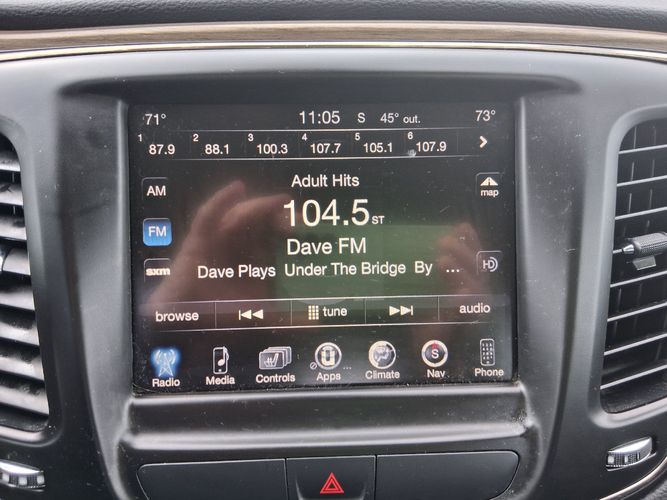 71° 11:05 S 45° out. 73°
1 87.9 2 88.1 3 100.3 4 107.7 5 105.1 6 107.9
Adult Hits
AM
map
104.5 ST
FM
Dave FM
sxm
Dave Plays Under The Bridge By ...
HD
browse tune audio
Radio Media Controls Apps Climate Nav Phone